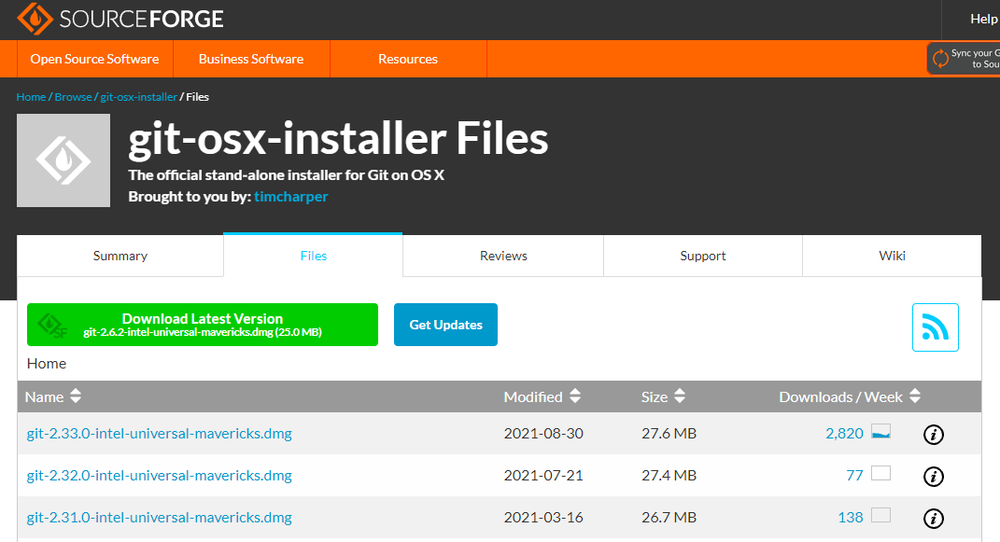 SOURCEFORGE
Help
Open Source Software
Business Software
Resources
Sync your G
to Sou
Home / Browse / git-osx-installer / Files
git-osx-installer Files
The official stand-alone installer for Git on OS X
Brought to you by: timcharper
Summary
Files
Reviews
Support
Wiki
Download Latest Version
git-2.6.2-intel-universal-mavericks.dmg (25.0 MB)
SF
Get Updates
Home
Name Modified Size Downloads / Week
git-2.33.0-intel-universal-mavericks.dmg 2021-08-30 27.6 MB 2,820 i
git-2.32.0-intel-universal-mavericks.dmg 2021-07-21 27.4 MB 77 i
git-2.31.0-intel-universal-mavericks.dmg 2021-03-16 26.7 MB 138 i